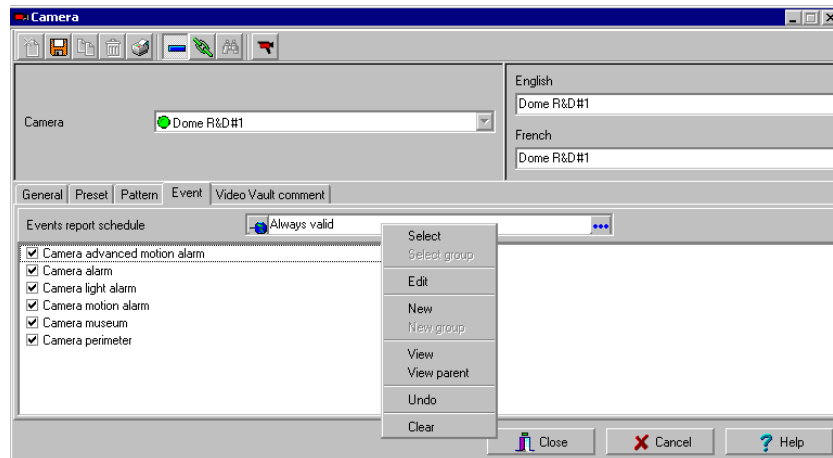 Camera
English
Dome R&D#1
Camera
Dome R&D#1
French
Dome R&D#1
General Preset Pattern Event Video Vault comment
Events report schedule
Always valid
Camera advanced motion alarm
Camera alarm
Camera light alarm
Camera motion alarm
Camera museum
Camera perimeter
Select
Select group
Edit
New
New group
View
View parent
Undo
Clear
Close Cancel Help